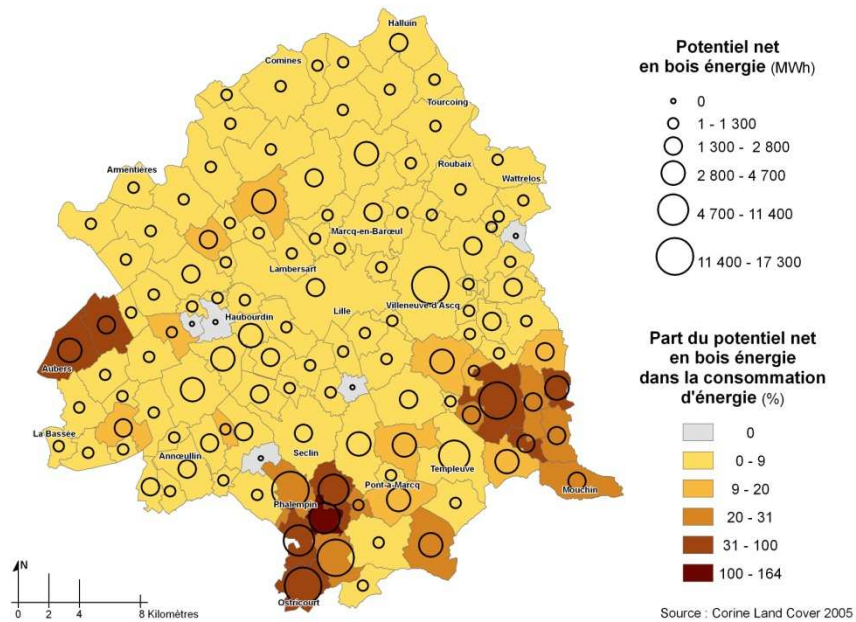 Halluin
Comines
Tourcoing
Armentières
Roubaix
Wattrelos
Marcq-en-Barœul
Lambersart
Lille
Villeneuve-d'Ascq
Haubourdin
Aubers
La Bassée
Annœullin
Seclin
Templeuve
Pont-à-Marcq
Phalempin
Mouchin
Ostricourt
N
0 2 4 8 Kilomètres
Potentiel net
en bois énergie (MWh)
0
1 - 1 300
1 300 - 2 800
2 800 - 4 700
4 700 - 11 400
11 400 - 17 300
Part du potentiel net
en bois énergie
dans la consommation
d'énergie (%)
0
0 - 9
9 - 20
20 - 31
31 - 100
100 - 164
Source : Corine Land Cover 2005